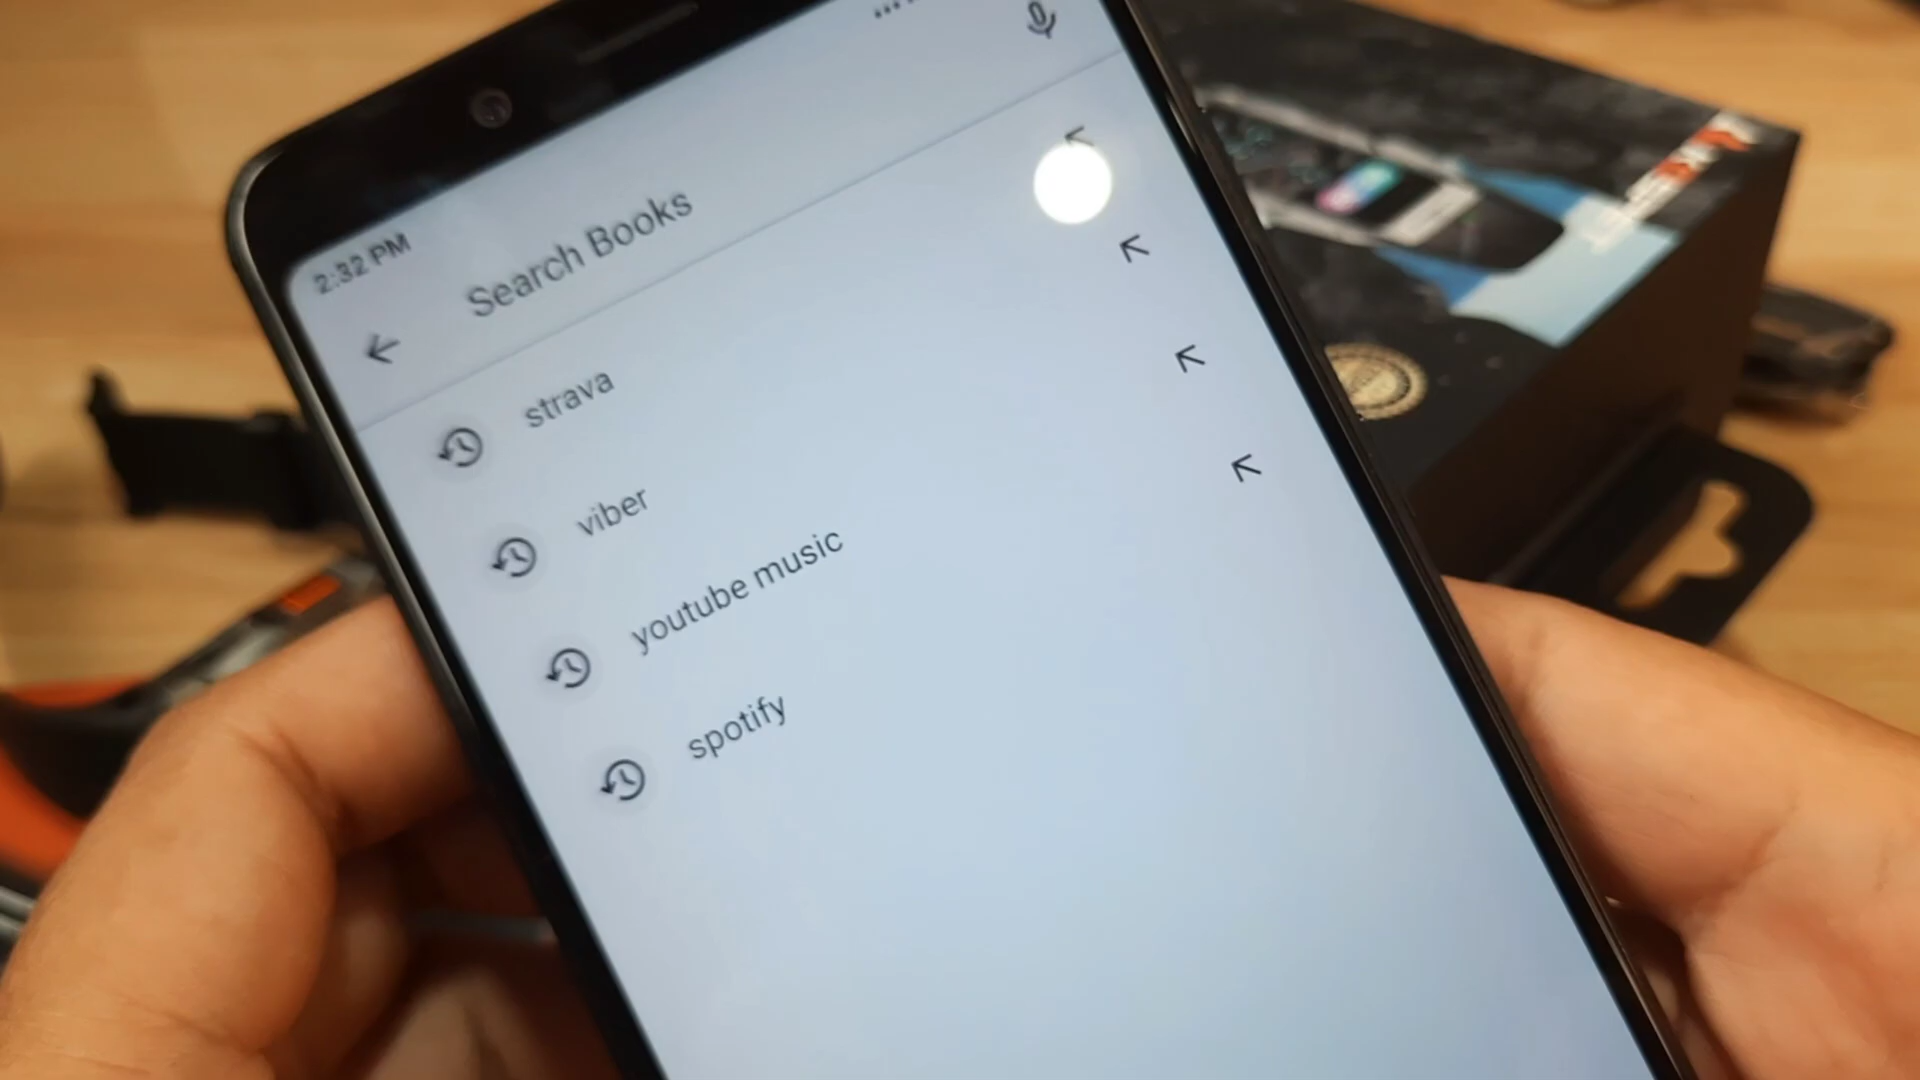 2:32 PM
Search Books
strava
viber
youtube music
spotify